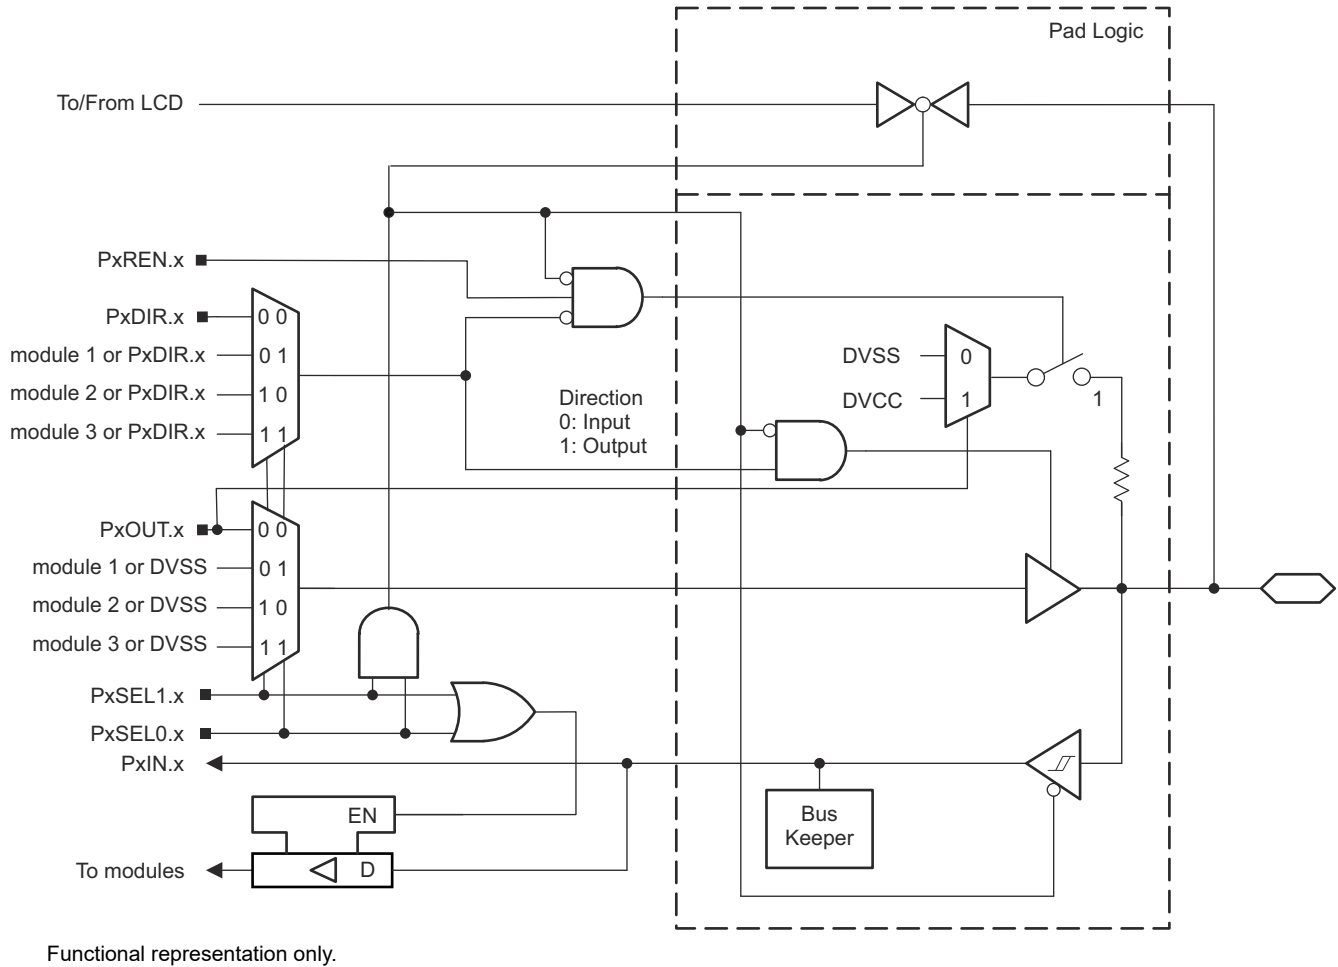 Pad Logic
To/From LCD
PxREN.x
PxDIR.x
0 0
module 1 or PxDIR.x
0 1
module 2 or PxDIR.x
1 0
module 3 or PxDIR.x
1 1
Direction
0: Input
1: Output
DVSS
0
DVCC
1
1
PxOUT.x
0 0
module 1 or DVSS
0 1
module 2 or DVSS
1 0
module 3 or DVSS
1 1
PxSEL1.x
PxSEL0.x
PxIN.x
Bus
Keeper
EN
To modules
D
Functional representation only.